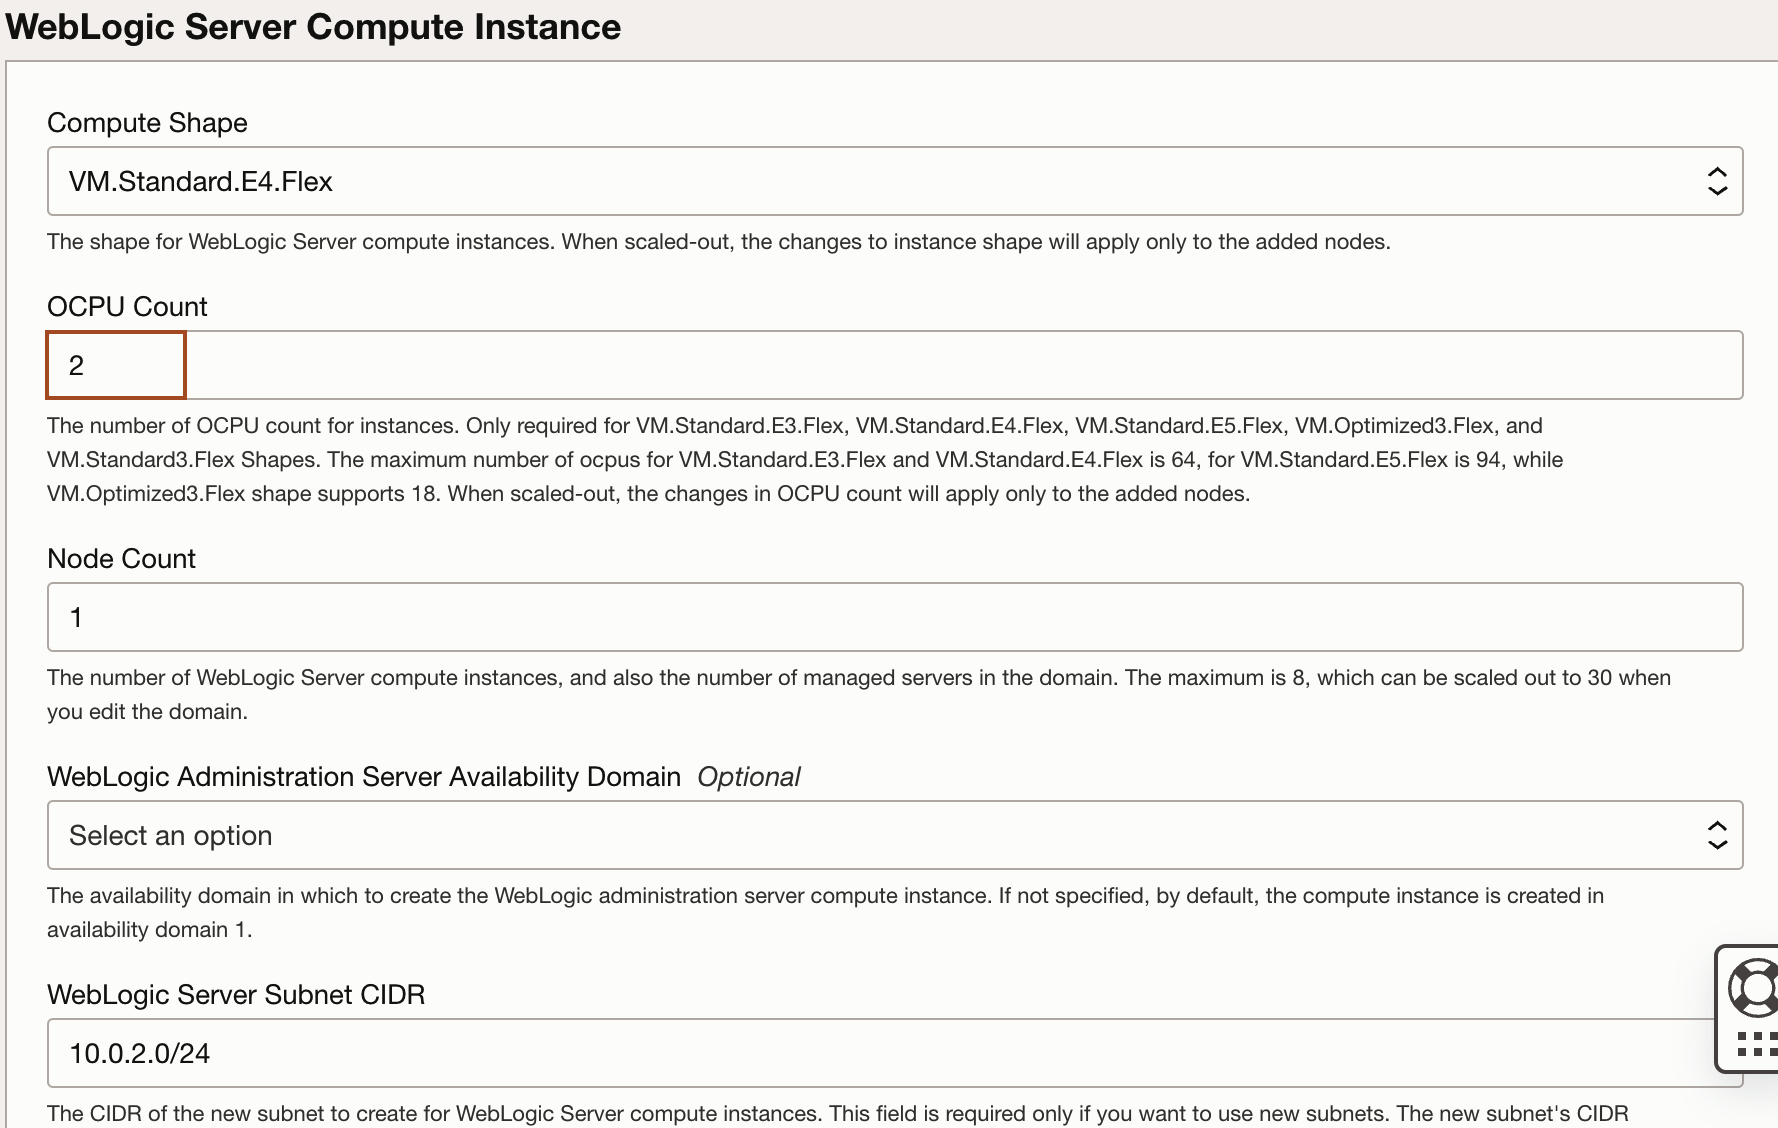 WebLogic Server Compute Instance
Compute Shape
VM.Standard.E4.Flex
The shape for WebLogic Server compute instances. When scaled-out, the changes to instance shape will apply only to the added nodes.
OCPU Count
2
The number of OCPU count for instances. Only required for VM.Standard.E3.Flex, VM.Standard.E4.Flex, VM.Standard.E5.Flex, VM.Optimized3.Flex, and
VM.Standard3.Flex Shapes. The maximum number of ocpus for VM.Standard.E3.Flex and VM.Standard.E4.Flex is 64, for VM.Standard.E5.Flex is 94, while
VM.Optimized3.Flex shape supports 18. When scaled-out, the changes in OCPU count will apply only to the added nodes.
Node Count
1
The number of WebLogic Server compute instances, and also the number of managed servers in the domain. The maximum is 8, which can be scaled out to 30 when
you edit the domain.
WebLogic Administration Server Availability Domain Optional
Select an option
The availability domain in which to create the WebLogic administration server compute instance. If not specified, by default, the compute instance is created in
availability domain 1.
WebLogic Server Subnet CIDR
10.0.2.0/24
The CIDR of the new subnet to create for WebLogic Server compute instances. This field is required only if you want to use new subnets. The new subnet's CIDR